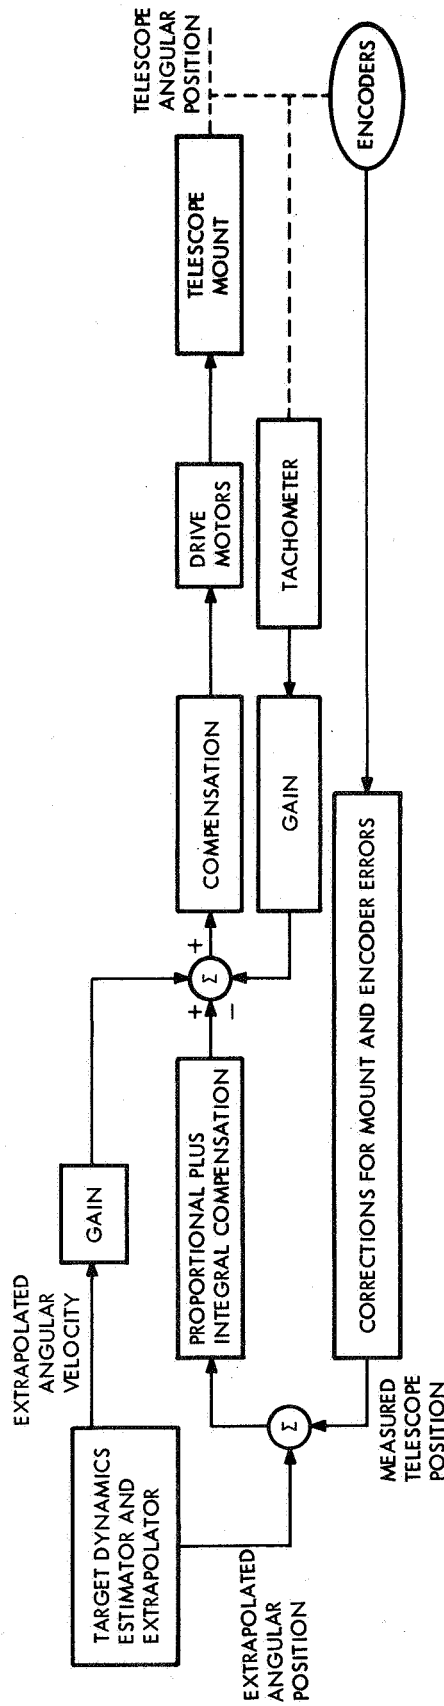 TARGET DYNAMICS
ESTIMATOR AND
EXTRAPOLATOR
EXTRAPOLATED
ANGULAR
VELOCITY
GAIN
EXTRAPOLATED
ANGULAR
POSITION
Σ
PROPORTIONAL PLUS
INTEGRAL COMPENSATION
+
+
−
Σ
COMPENSATION
DRIVE
MOTORS
TELESCOPE
MOUNT
TELESCOPE
ANGULAR
POSITION
GAIN
TACHOMETER
MEASURED
TELESCOPE
POSITION
CORRECTIONS FOR MOUNT AND ENCODER ERRORS
ENCODERS